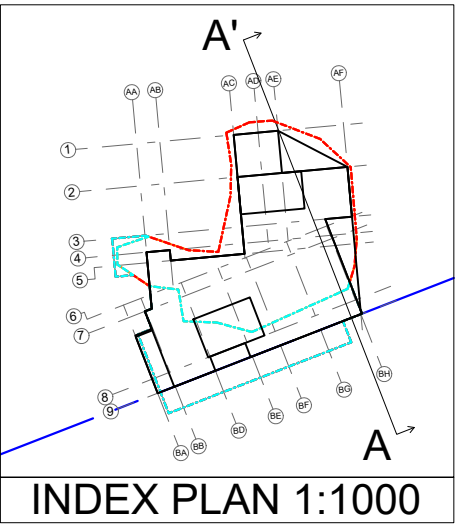 A'
AA
AB
AC
AD
AE
AF
1
2
3
4
5
6
7
8
9
BA
BB
BD
BE
BF
BG
BH
A
INDEX PLAN 1:1000